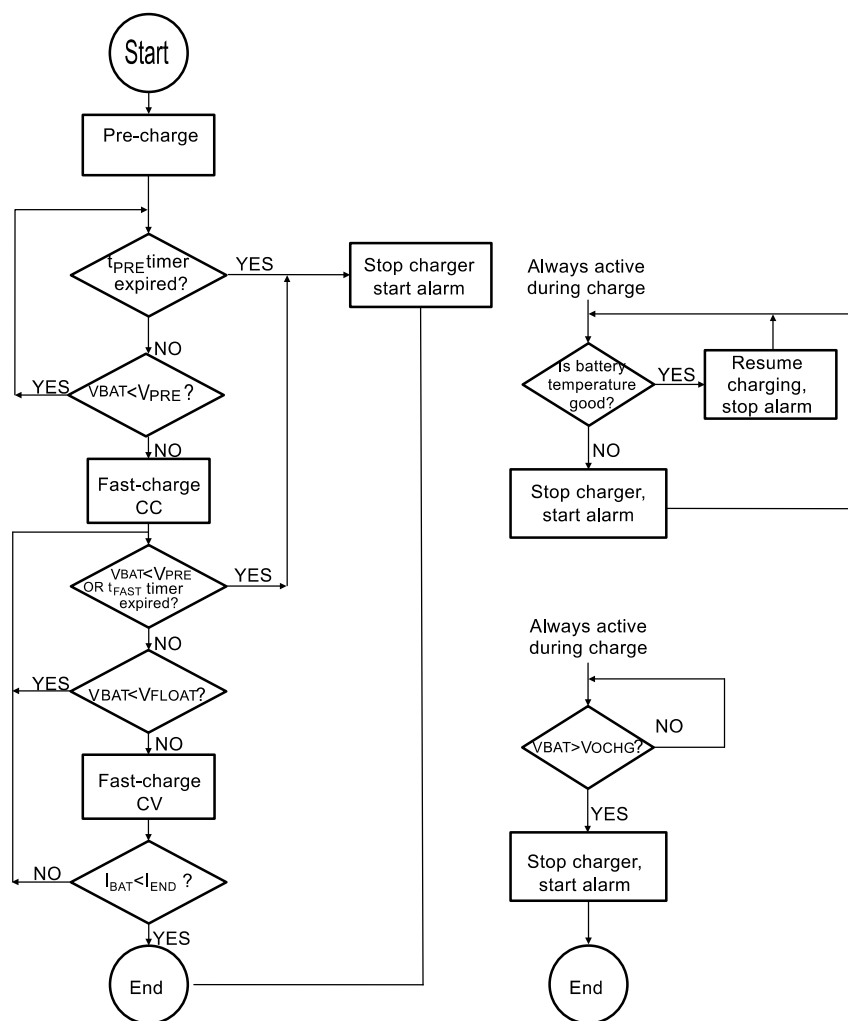 Start
Pre-charge
tPRE timer
expired?
YES
NO
VBAT<VPRE ?
YES
NO
Fast-charge
CC
VBAT<VPRE
OR tFAST timer
expired?
YES
NO
VBAT<VFLOAT?
YES
NO
Fast-charge
CV
IBAT<IEND ?
NO
YES
End
Stop charger
start alarm
Always active
during charge
Is battery
temperature
good?
YES
Resume
charging,
stop alarm
NO
Stop charger,
start alarm
Always active
during charge
VBAT>VOCHG?
NO
YES
Stop charger,
start alarm
End